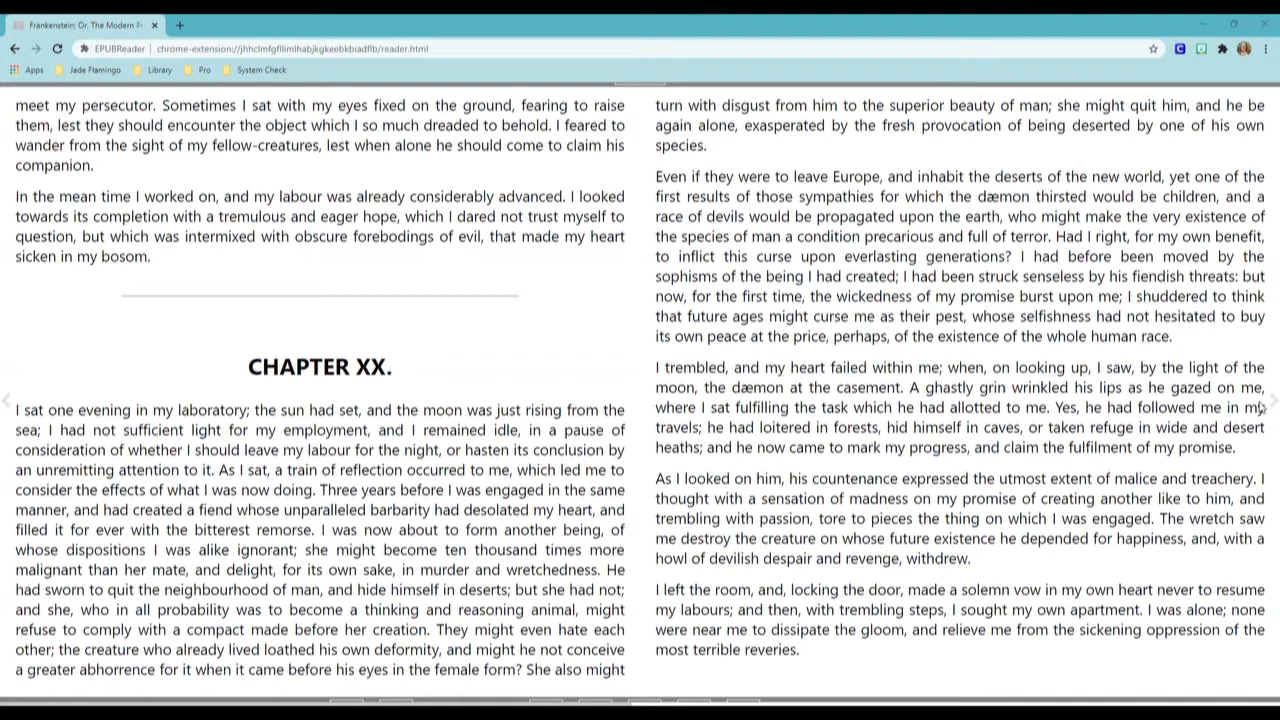 Frankenstein; Or, The Modern Pr
EPUBReader | chrome-extension://jhhclmfgfllimlhabjkgkeebkbiadflb/reader.html
Apps Jade Flamingo Library Pro System Check
meet my persecutor. Sometimes I sat with my eyes fixed on the ground, fearing to raise
them, lest they should encounter the object which I so much dreaded to behold. I feared to
wander from the sight of my fellow-creatures, lest when alone he should come to claim his
companion.
In the mean time I worked on, and my labour was already considerably advanced. I looked
towards its completion with a tremulous and eager hope, which I dared not trust myself to
question, but which was intermixed with obscure forebodings of evil, that made my heart
sicken in my bosom.
CHAPTER XX.
I sat one evening in my laboratory; the sun had set, and the moon was just rising from the
sea; I had not sufficient light for my employment, and I remained idle, in a pause of
consideration of whether I should leave my labour for the night, or hasten its conclusion by
an unremitting attention to it. As I sat, a train of reflection occurred to me, which led me to
consider the effects of what I was now doing. Three years before I was engaged in the same
manner, and had created a fiend whose unparalleled barbarity had desolated my heart, and
filled it for ever with the bitterest remorse. I was now about to form another being, of
whose dispositions I was alike ignorant; she might become ten thousand times more
malignant than her mate, and delight, for its own sake, in murder and wretchedness. He
had sworn to quit the neighbourhood of man, and hide himself in deserts; but she had not;
and she, who in all probability was to become a thinking and reasoning animal, might
refuse to comply with a compact made before her creation. They might even hate each
other; the creature who already lived loathed his own deformity, and might he not conceive
a greater abhorrence for it when it came before his eyes in the female form? She also might
turn with disgust from him to the superior beauty of man; she might quit him, and he be
again alone, exasperated by the fresh provocation of being deserted by one of his own
species.
Even if they were to leave Europe, and inhabit the deserts of the new world, yet one of the
first results of those sympathies for which the dæmon thirsted would be children, and a
race of devils would be propagated upon the earth, who might make the very existence of
the species of man a condition precarious and full of terror. Had I right, for my own benefit,
to inflict this curse upon everlasting generations? I had before been moved by the
sophisms of the being I had created; I had been struck senseless by his fiendish threats: but
now, for the first time, the wickedness of my promise burst upon me; I shuddered to think
that future ages might curse me as their pest, whose selfishness had not hesitated to buy
its own peace at the price, perhaps, of the existence of the whole human race.
I trembled, and my heart failed within me; when, on looking up, I saw, by the light of the
moon, the dæmon at the casement. A ghastly grin wrinkled his lips as he gazed on me,
where I sat fulfilling the task which he had allotted to me. Yes, he had followed me in my
travels; he had loitered in forests, hid himself in caves, or taken refuge in wide and desert
heaths; and he now came to mark my progress, and claim the fulfilment of my promise.
As I looked on him, his countenance expressed the utmost extent of malice and treachery. I
thought with a sensation of madness on my promise of creating another like to him, and
trembling with passion, tore to pieces the thing on which I was engaged. The wretch saw
me destroy the creature on whose future existence he depended for happiness, and, with a
howl of devilish despair and revenge, withdrew.
I left the room, and, locking the door, made a solemn vow in my own heart never to resume
my labours; and then, with trembling steps, I sought my own apartment. I was alone; none
were near me to dissipate the gloom, and relieve me from the sickening oppression of the
most terrible reveries.